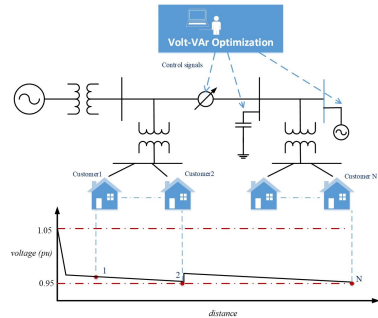 Volt-VAr Optimization
Control signals
Customer1
Customer2
Customer N
1.05
voltage (pu)
1
2
N
0.95
distance